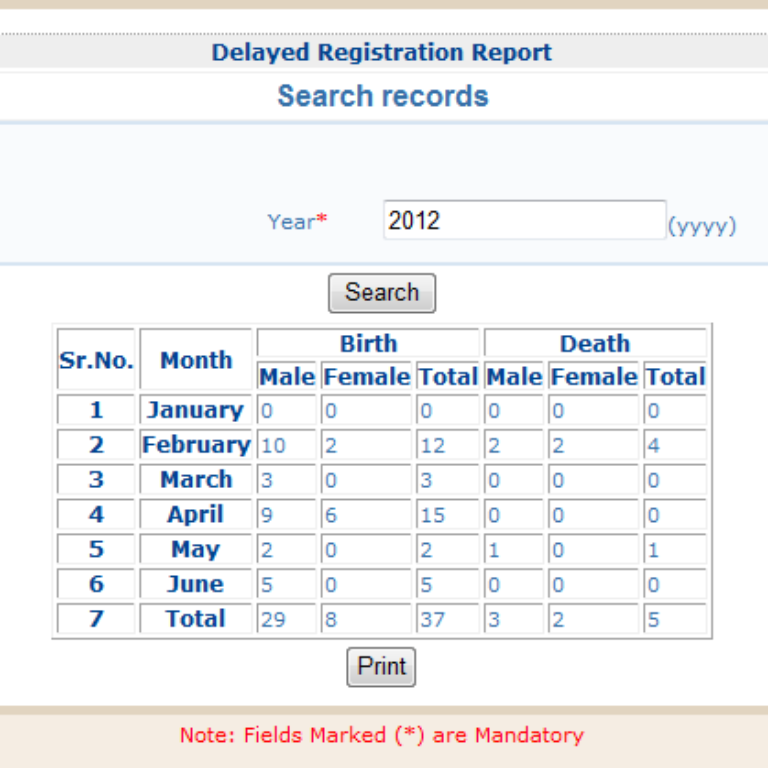 Delayed Registration Report
Search records
Year* 2012 (yyyy)
Search
Sr.No. Month Birth Death
Male Female Total Male Female Total
1 January 0 0 0 0 0 0
2 February 10 2 12 2 2 4
3 March 3 0 3 0 0 0
4 April 9 6 15 0 0 0
5 May 2 0 2 1 0 1
6 June 5 0 5 0 0 0
7 Total 29 8 37 3 2 5
Print
Note: Fields Marked (*) are Mandatory